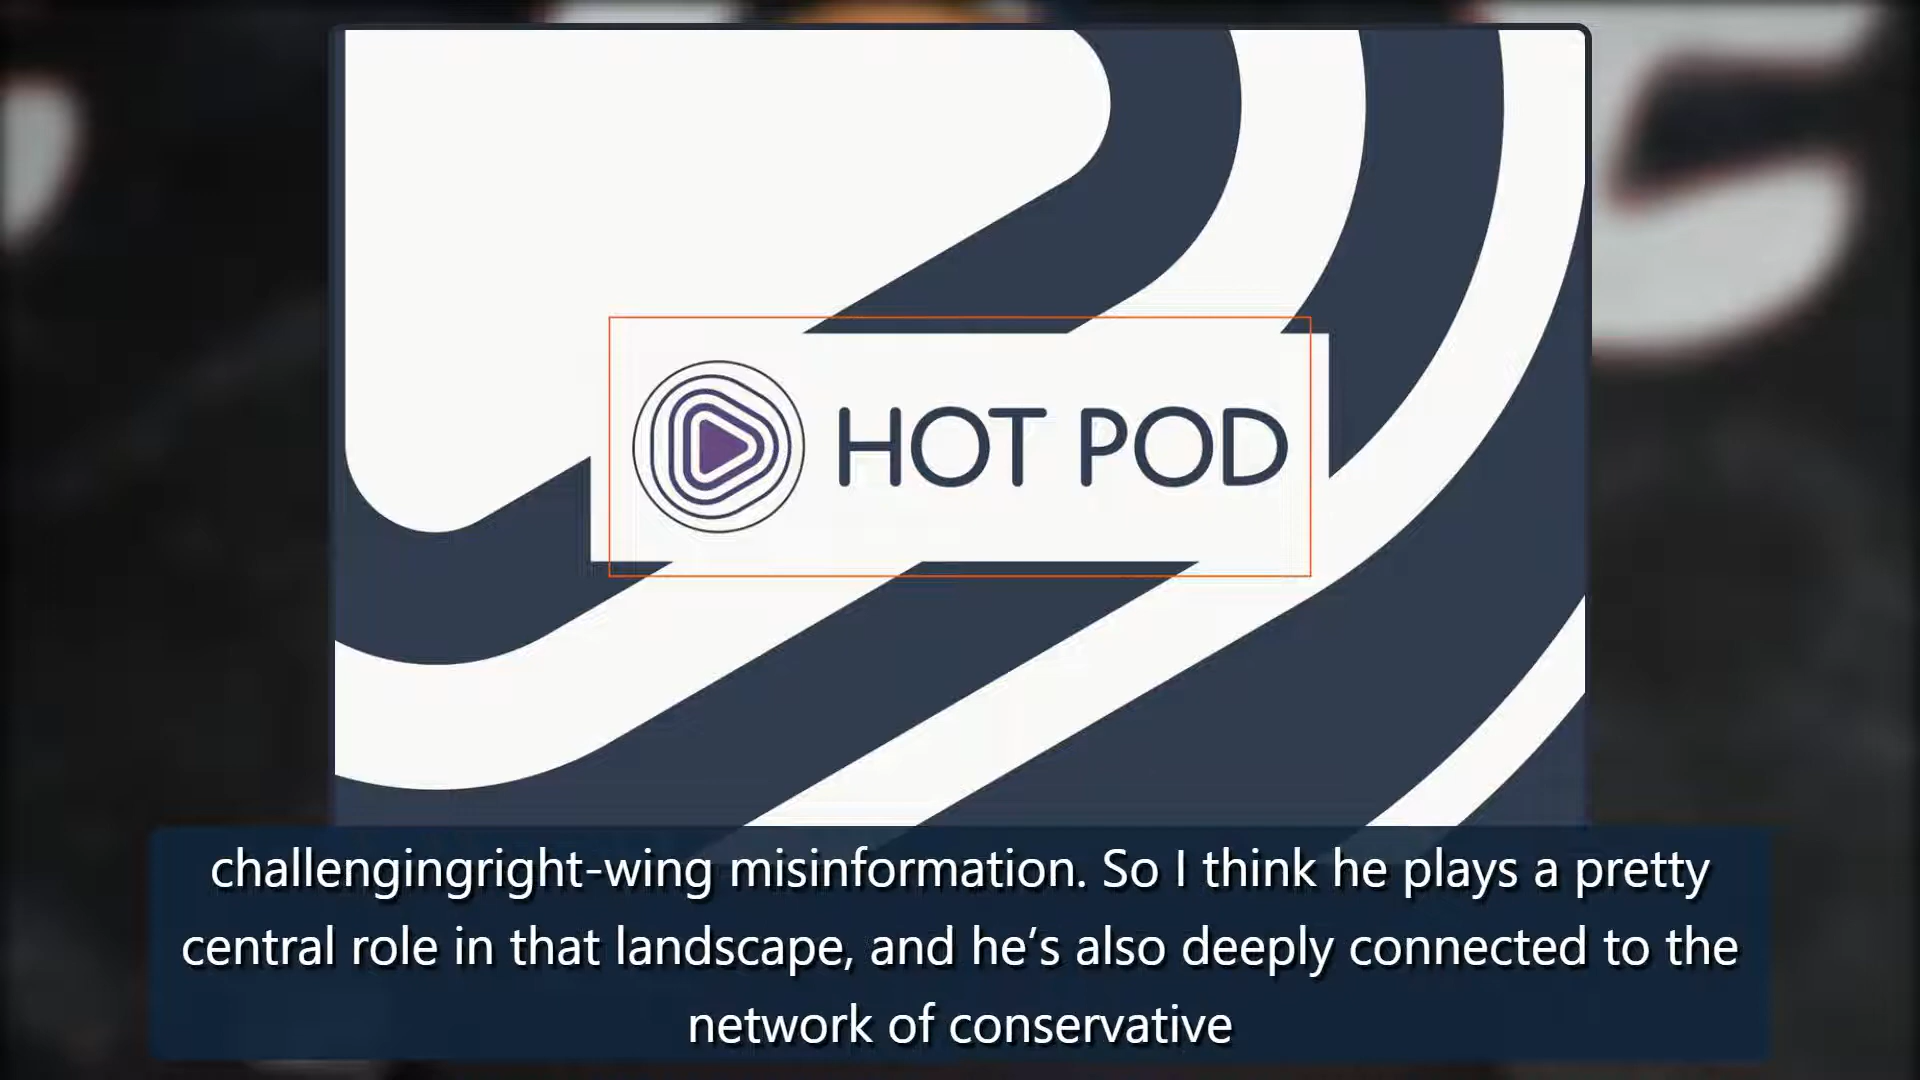 HOT POD
challengingright-wing misinformation. So I think he plays a pretty
central role in that landscape, and he’s also deeply connected to the
network of conservative